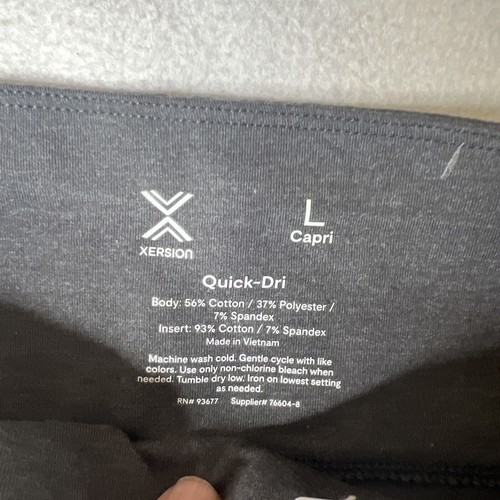 XERSION
L
Capri
Quick-Dri
Body: 56% Cotton / 37% Polyester /
7% Spandex
Insert: 93% Cotton / 7% Spandex
Made in Vietnam
Machine wash cold. Gentle cycle with like
colors. Use only non-chlorine bleach when
needed. Tumble dry low. Iron on lowest setting
as needed.
RN# 93677 Supplier# 76604-8